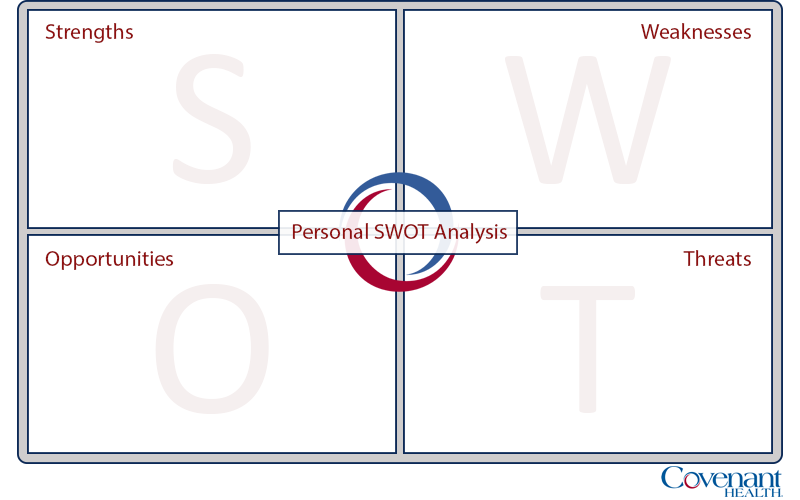 Strengths
Weaknesses
S
W
Personal SWOT Analysis
Opportunities
Threats
O
T
Covenant
HEALTH